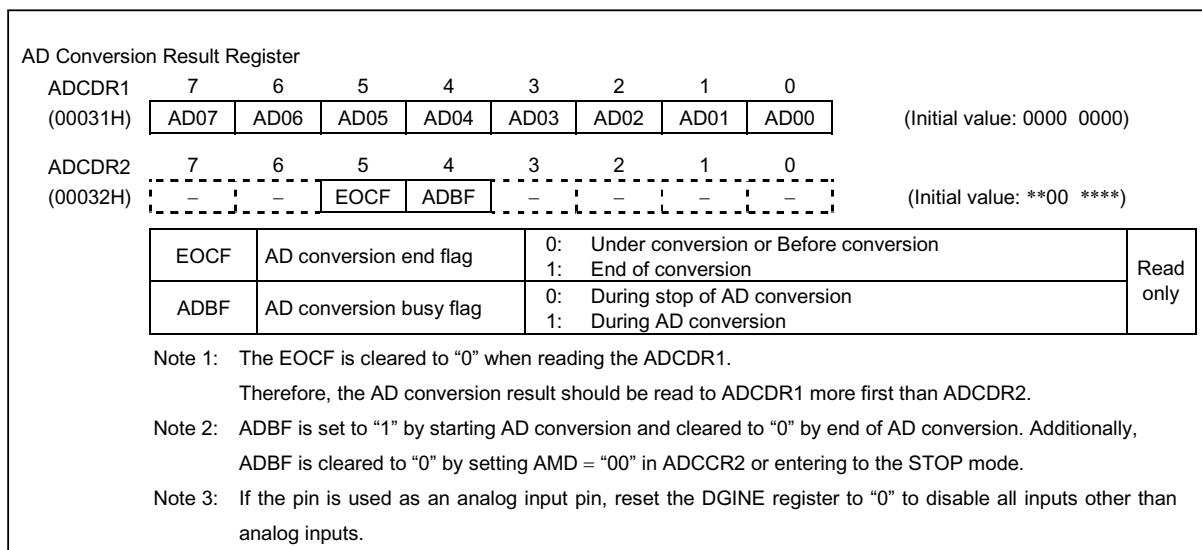 AD Conversion Result Register
ADCDR1 7 6 5 4 3 2 1 0
(00031H) AD07 AD06 AD05 AD04 AD03 AD02 AD01 AD00 (Initial value: 0000 0000)
ADCDR2 7 6 5 4 3 2 1 0
(00032H) – – EOCF ADBF – – – – (Initial value: **00 ****)
EOCF AD conversion end flag 0: Under conversion or Before conversion
1: End of conversion
ADBF AD conversion busy flag 0: During stop of AD conversion
1: During AD conversion
Read
only
Note 1: The EOCF is cleared to “0” when reading the ADCDR1.
Therefore, the AD conversion result should be read to ADCDR1 more first than ADCDR2.
Note 2: ADBF is set to “1” by starting AD conversion and cleared to “0” by end of AD conversion. Additionally,
ADBF is cleared to “0” by setting AMD = “00” in ADCCR2 or entering to the STOP mode.
Note 3: If the pin is used as an analog input pin, reset the DGINE register to “0” to disable all inputs other than
analog inputs.